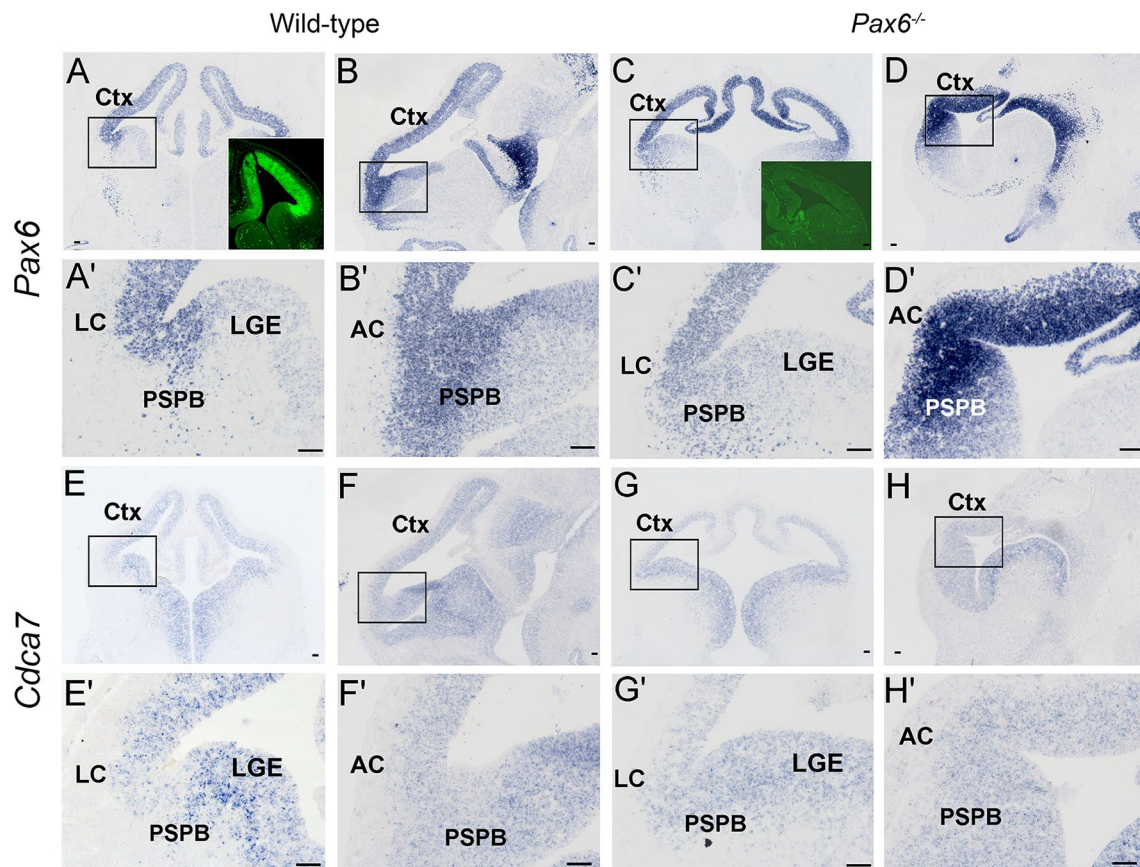 Wild-type
Pax6-/-
Pax6
A
Ctx
B
Ctx
C
Ctx
D
Ctx
A'
LC
LGE
PSPB
B'
AC
PSPB
C'
LC
LGE
PSPB
D'
AC
PSPB
Cdca7
E
Ctx
F
Ctx
G
Ctx
H
Ctx
E'
LC
LGE
PSPB
F'
AC
PSPB
G'
LC
LGE
PSPB
H'
AC
PSPB